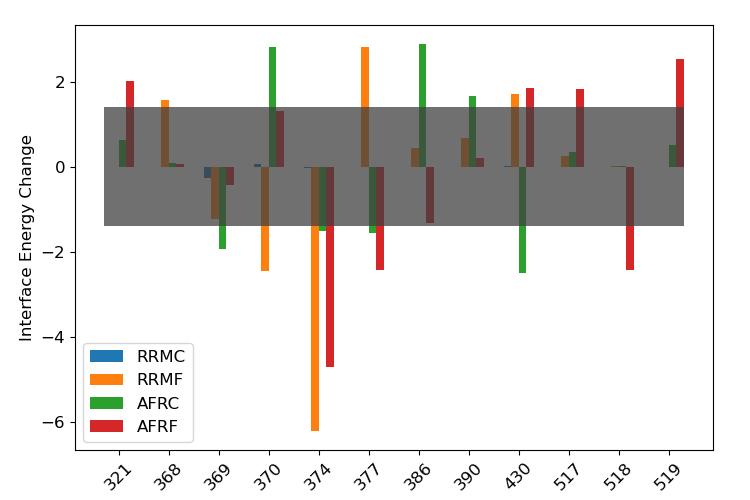 Interface Energy Change
2
0
−2
−4
−6
RRMC
RRMF
AFRC
AFRF
321 368 369 370 374 377 386 390 430 517 518 519